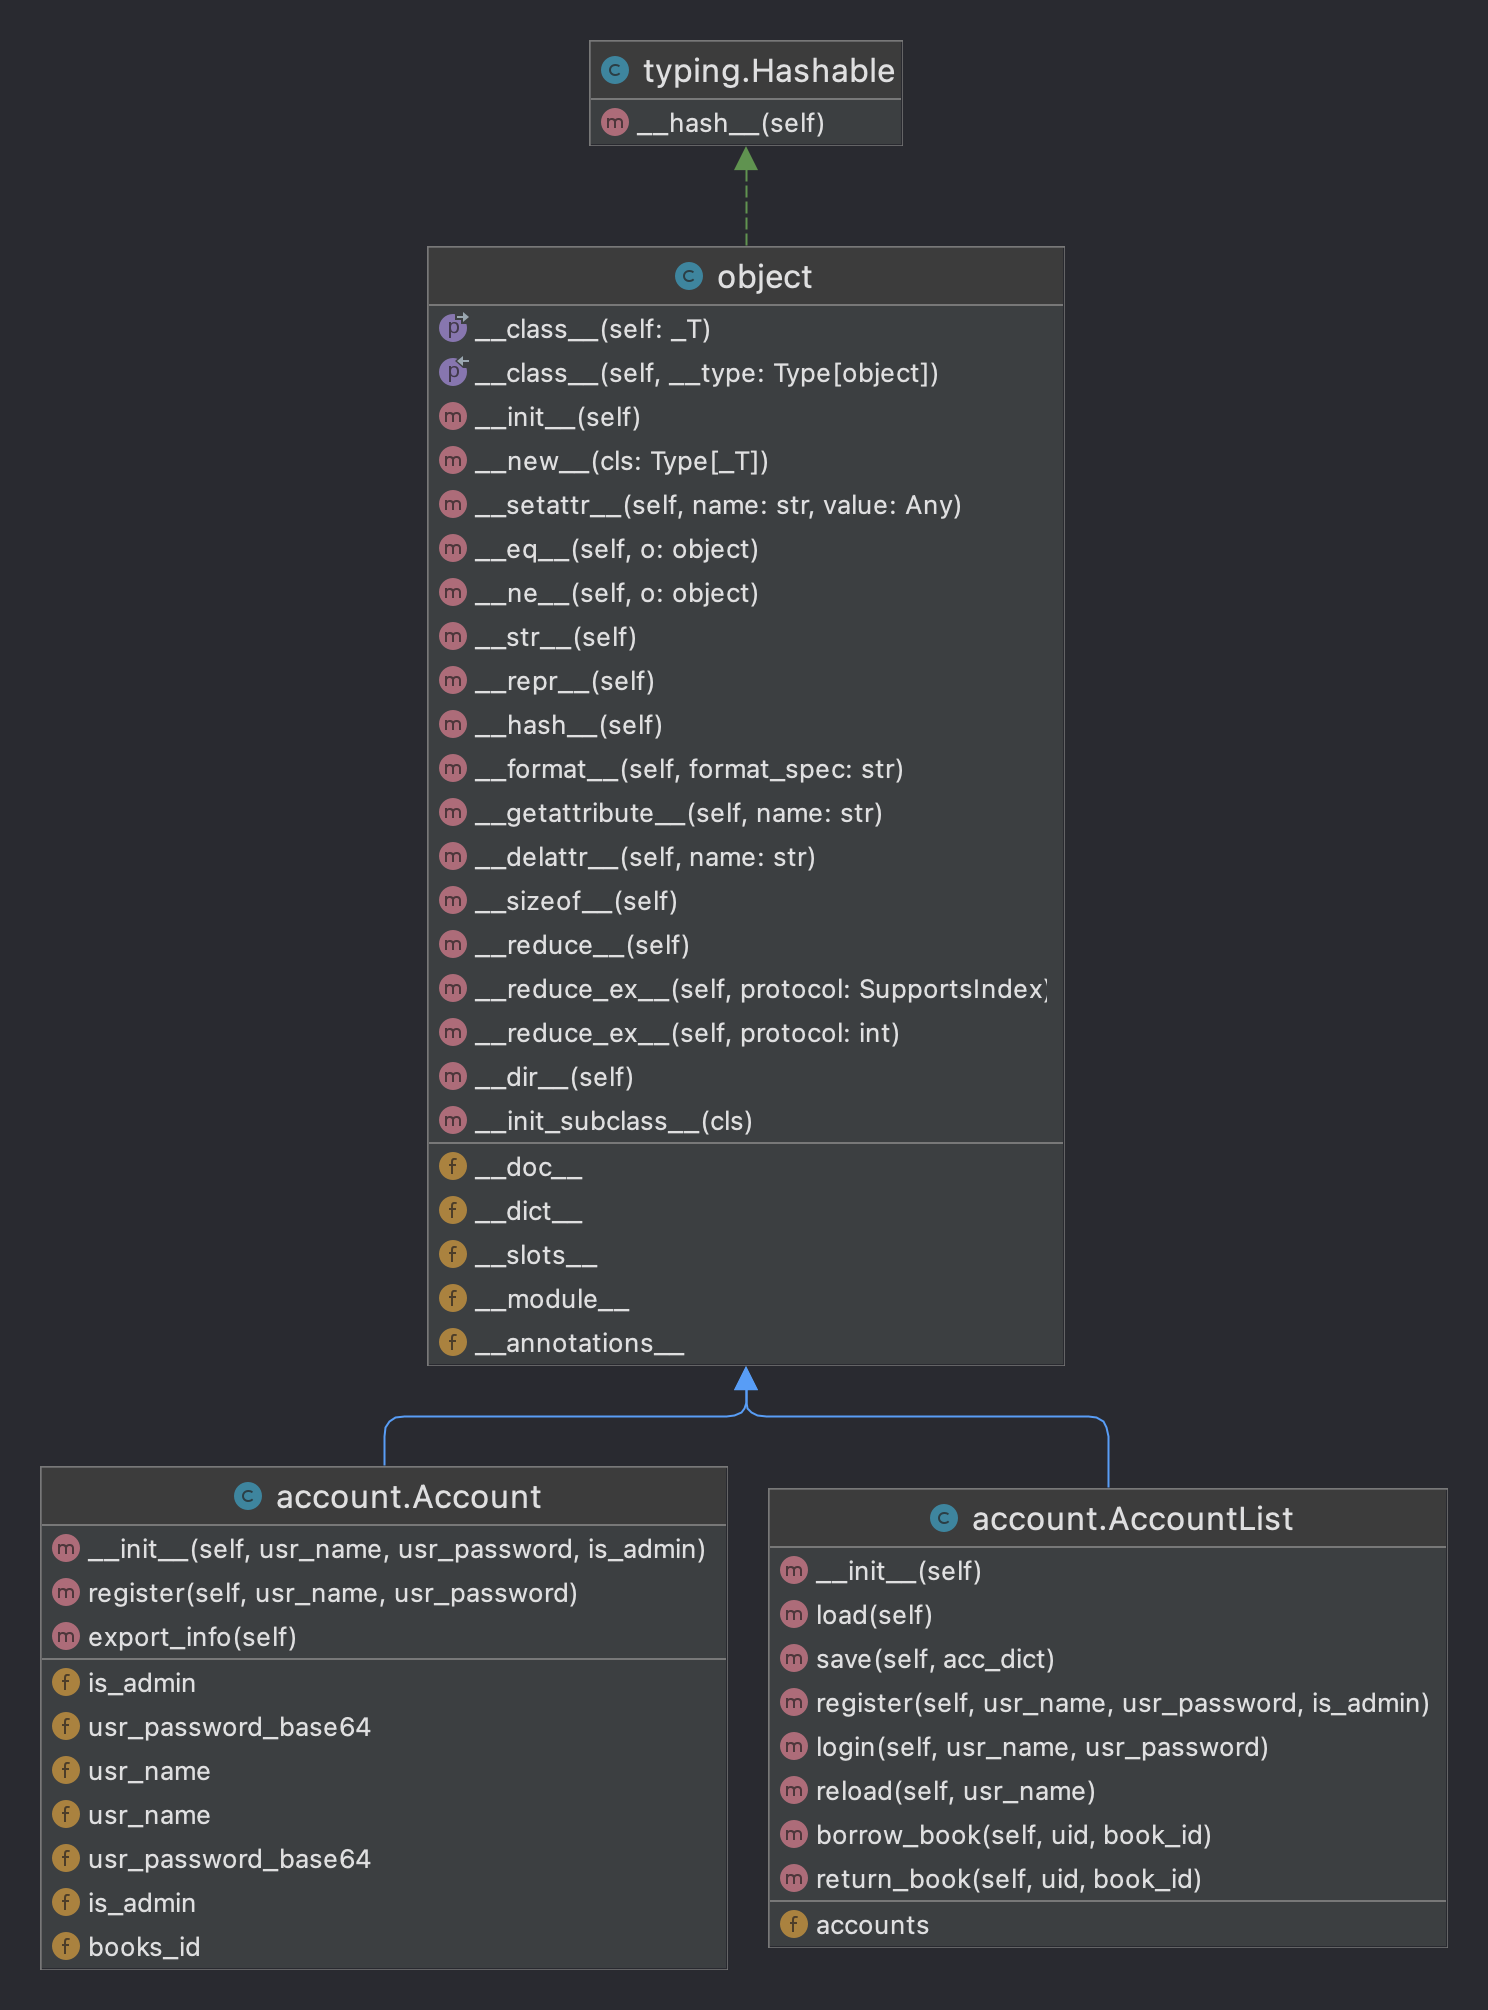 typing.Hashable
__hash__(self)
object
__class__(self: _T)
__class__(self, __type: Type[object])
__init__(self)
__new__(cls: Type[_T])
__setattr__(self, name: str, value: Any)
__eq__(self, o: object)
__ne__(self, o: object)
__str__(self)
__repr__(self)
__hash__(self)
__format__(self, format_spec: str)
__getattribute__(self, name: str)
__delattr__(self, name: str)
__sizeof__(self)
__reduce__(self)
__reduce_ex__(self, protocol: SupportsIndex)
__reduce_ex__(self, protocol: int)
__dir__(self)
__init_subclass__(cls)
__doc__
__dict__
__slots__
__module__
__annotations__
account.Account
__init__(self, usr_name, usr_password, is_admin)
register(self, usr_name, usr_password)
export_info(self)
is_admin
usr_password_base64
usr_name
usr_name
usr_password_base64
is_admin
books_id
account.AccountList
__init__(self)
load(self)
save(self, acc_dict)
register(self, usr_name, usr_password, is_admin)
login(self, usr_name, usr_password)
reload(self, usr_name)
borrow_book(self, uid, book_id)
return_book(self, uid, book_id)
accounts